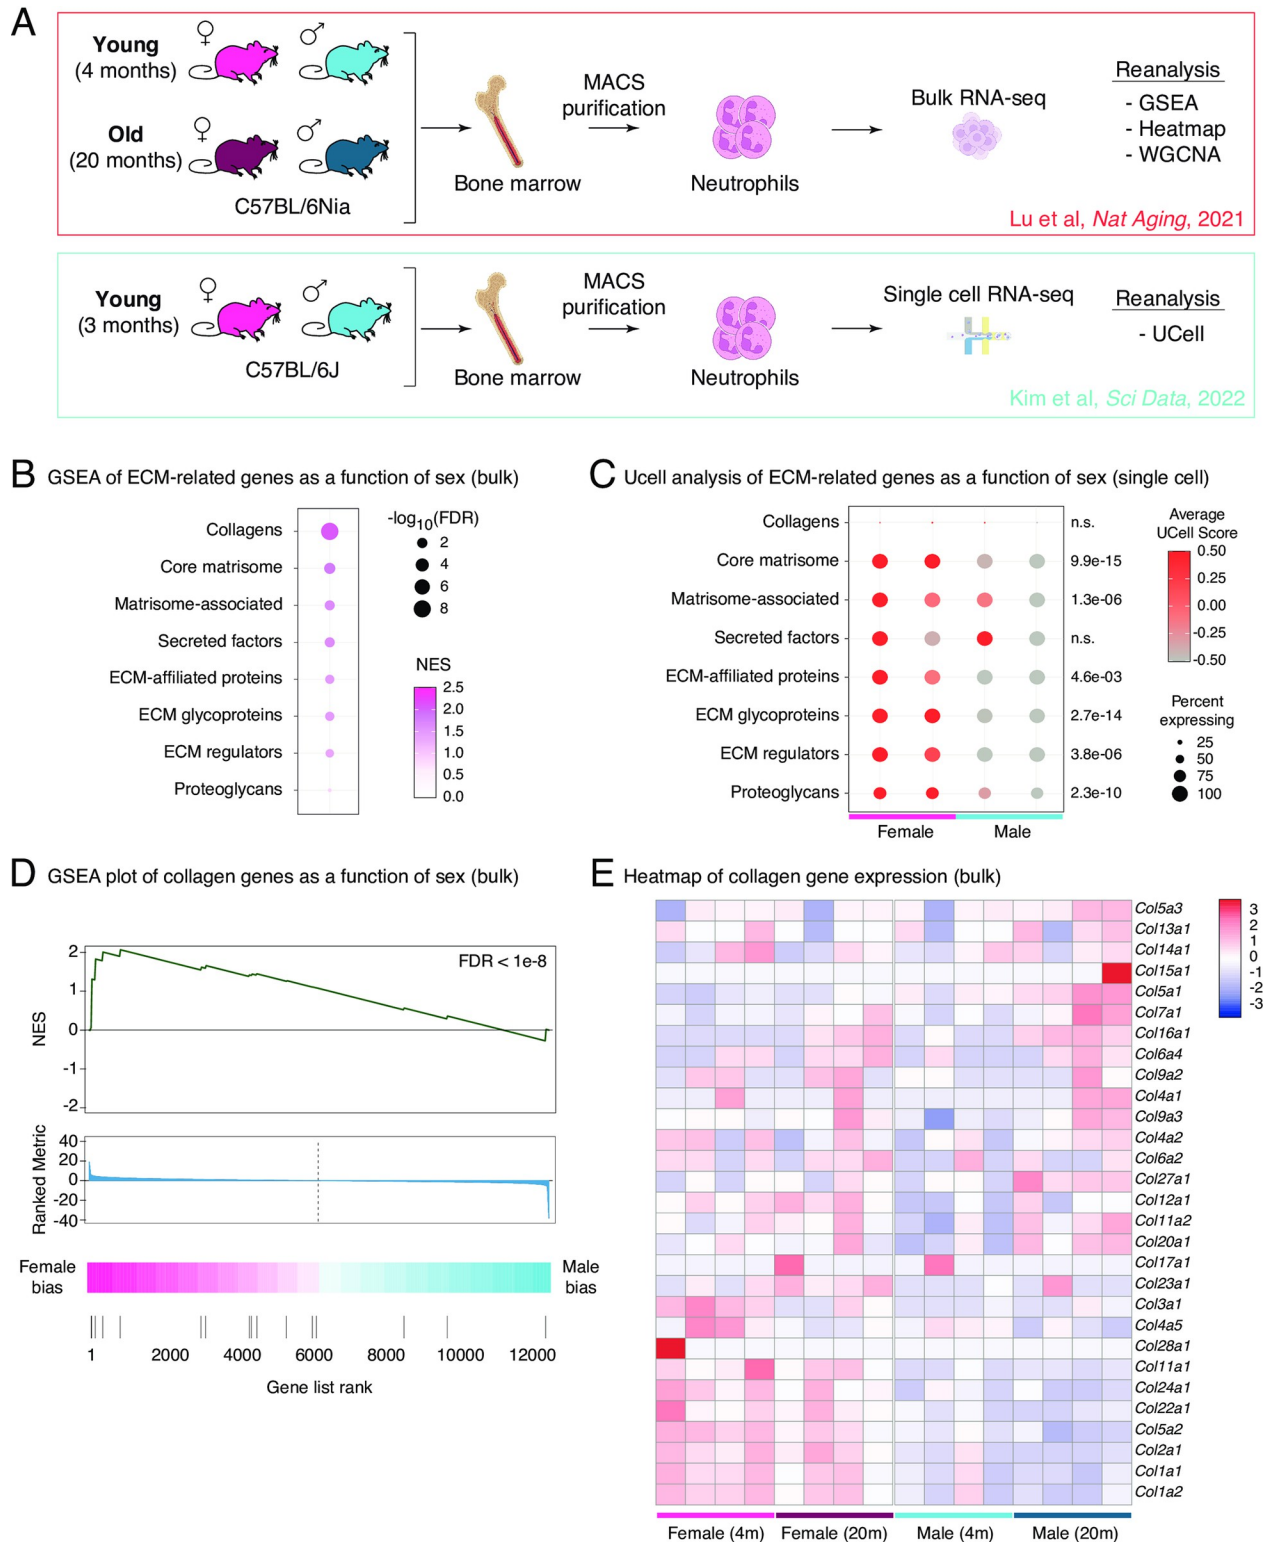 A
Young
(4 months)
Old
(20 months)
C57BL/6Nia
Bone marrow
MACS
purification
Neutrophils
Bulk RNA-seq
Reanalysis
- GSEA
- Heatmap
- WGCNA
Lu et al, Nat Aging, 2021
Young
(3 months)
C57BL/6J
Bone marrow
MACS
purification
Neutrophils
Single cell RNA-seq
Reanalysis
- UCell
Kim et al, Sci Data, 2022
B GSEA of ECM-related genes as a function of sex (bulk)
Collagens
Core matrisome
Matrisome-associated
Secreted factors
ECM-affiliated proteins
ECM glycoproteins
ECM regulators
Proteoglycans
-log10(FDR)
2
4
6
8
NES
2.5
2.0
1.5
1.0
0.5
0.0
C Ucell analysis of ECM-related genes as a function of sex (single cell)
Collagens n.s.
Core matrisome 9.9e-15
Matrisome-associated 1.3e-06
Secreted factors n.s.
ECM-affiliated proteins 4.6e-03
ECM glycoproteins 2.7e-14
ECM regulators 3.8e-06
Proteoglycans 2.3e-10
Female Male
Average
UCell Score
0.50
0.25
0.00
-0.25
-0.50
Percent
expressing
25
50
75
100
D GSEA plot of collagen genes as a function of sex (bulk)
FDR < 1e-8
NES
2
1
0
-1
-2
Ranked Metric
40
20
0
-20
-40
Female
bias
Male
bias
1 2000 4000 6000 8000 10000 12000
Gene list rank
E Heatmap of collagen gene expression (bulk)
Col5a3
Col13a1
Col14a1
Col15a1
Col5a1
Col7a1
Col16a1
Col6a4
Col9a2
Col4a1
Col9a3
Col4a2
Col6a2
Col27a1
Col12a1
Col11a2
Col20a1
Col17a1
Col23a1
Col3a1
Col4a5
Col28a1
Col11a1
Col24a1
Col22a1
Col5a2
Col2a1
Col1a1
Col1a2
3
2
1
0
-1
-2
-3
Female (4m) Female (20m) Male (4m) Male (20m)